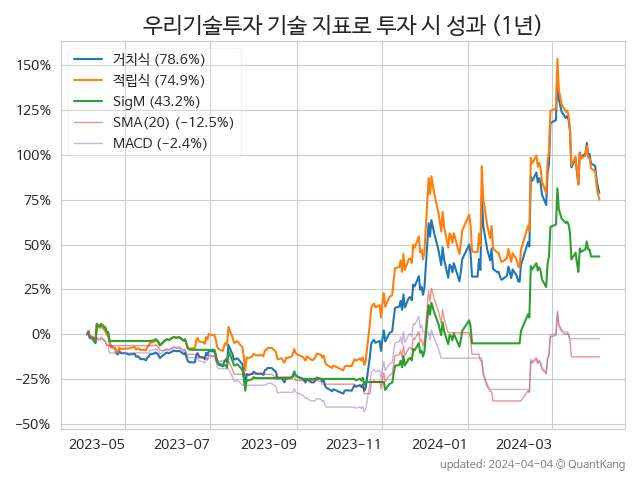 우리기술투자 기술 지표로 투자 시 성과 (1년)
150%
125%
100%
75%
50%
25%
0%
−25%
−50%
거치식 (78.6%)
적립식 (74.9%)
SigM (43.2%)
SMA(20) (−12.5%)
MACD (−2.4%)
2023-05 2023-07 2023-09 2023-11 2024-01 2024-03
updated: 2024-04-04 © QuantKang